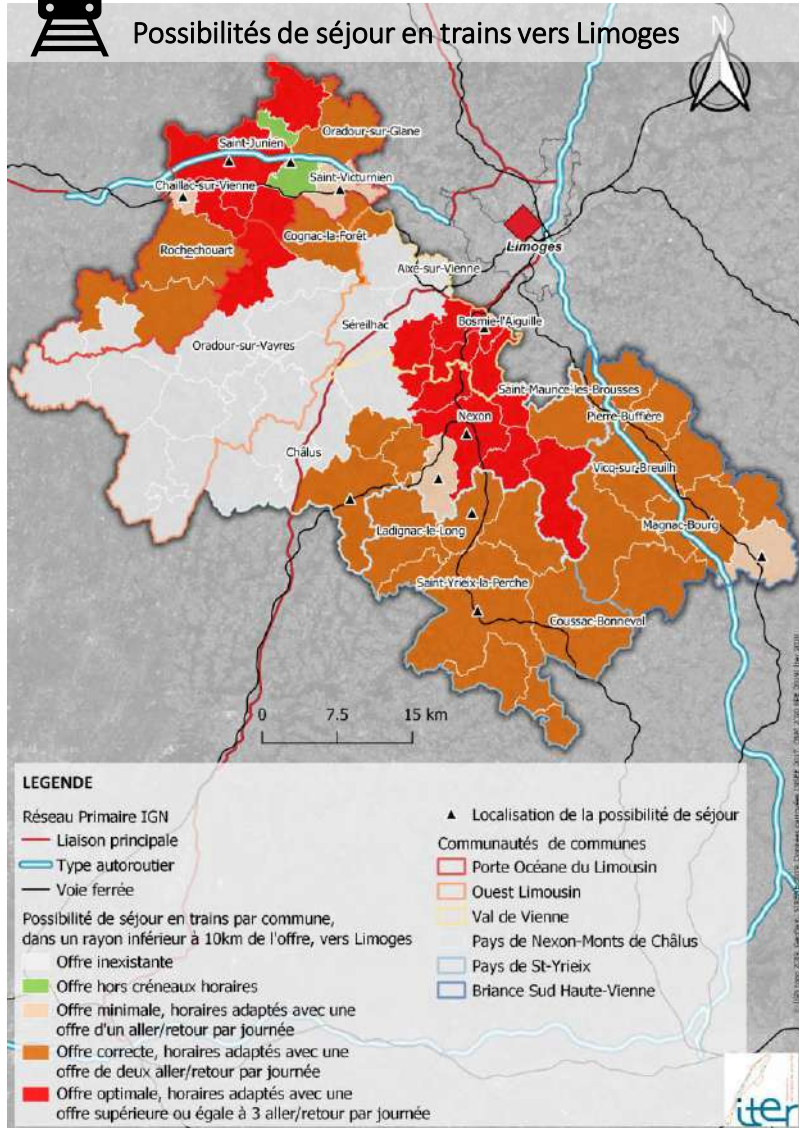 Possibilités de séjour en trains vers Limoges
N
Oradour-sur-Glane
Saint-Junien
Saint-Victurnien
Chaillac-sur-Vienne
Cognac-la-Forêt
Rochechouart
Limoges
Aixe-sur-Vienne
Séreilhac
Bosmie-l'Aiguille
Oradour-sur-Vayres
Saint-Maurice-les-Brousses
Nexon
Pierre-Buffière
Châlus
Vicq-sur-Breuilh
Magnac-Bourg
Ladignac-le-Long
Saint-Yrieix-la-Perche
Coussac-Bonneval
0 7.5 15 km
LEGENDE
Réseau Primaire IGN
Liaison principale
Type autoroutier
Voie ferrée
Possibilité de séjour en trains par commune,
dans un rayon inférieur à 10km de l'offre, vers Limoges
Offre inexistante
Offre hors créneaux horaires
Offre minimale, horaires adaptés avec une
offre d'un aller/retour par journée
Offre correcte, horaires adaptés avec une
offre de deux aller/retour par journée
Offre optimale, horaires adaptés avec une
offre supérieure ou égale à 3 aller/retour par journée
Localisation de la possibilité de séjour
Communautés de communes
Porte Océane du Limousin
Ouest Limousin
Val de Vienne
Pays de Nexon-Monts de Châlus
Pays de St-Yrieix
Briance Sud Haute-Vienne
iter